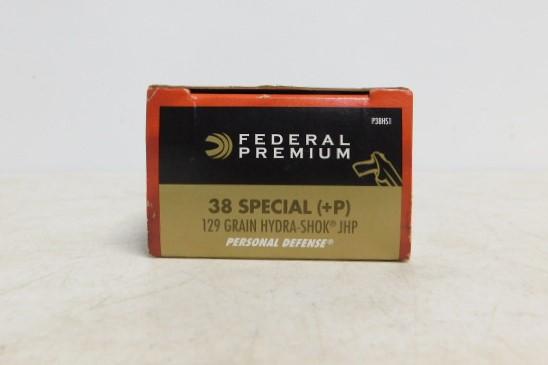 P38HS1
FEDERAL
PREMIUM
38 SPECIAL (+P)
129 GRAIN HYDRA-SHOK® JHP
PERSONAL DEFENSE®